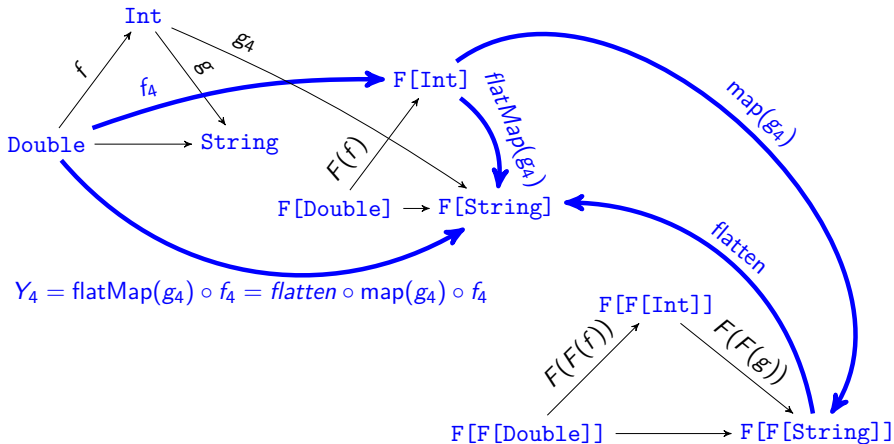 Int
f
g
g₄
f₄
F[Int]
flatMap(g₄)
map(g₄)
Double
String
F(f)
F[Double]
F[String]
flatten
Y₄ = flatMap(g₄) ∘ f₄ = flatten ∘ map(g₄) ∘ f₄
F[F[Int]]
F(F(f))
F(F(g))
F[F[Double]]
F[F[String]]